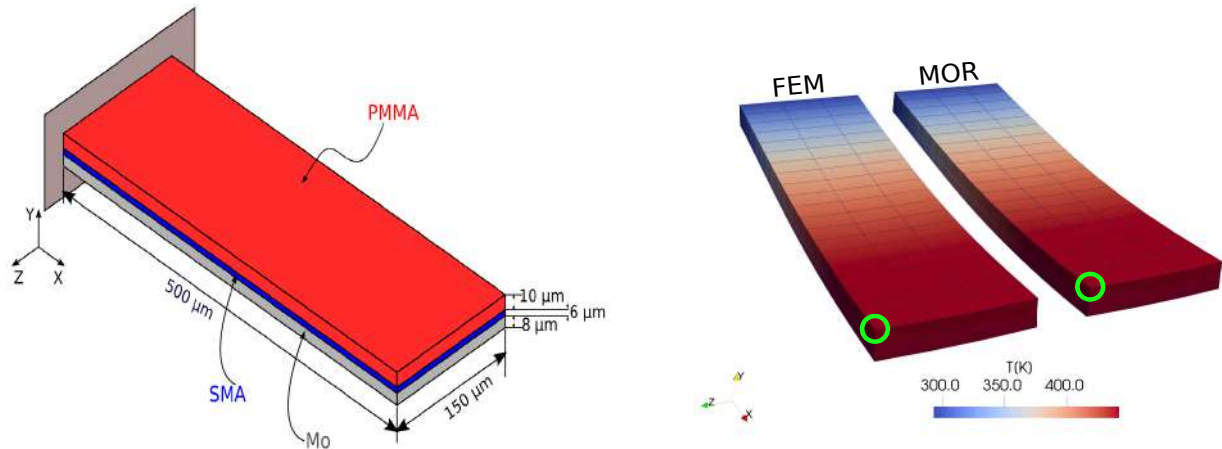 PMMA
Y
Z
X
500 μm
10 μm
6 μm
8 μm
SMA
Mo
150 μm
FEM
MOR
Y
Z
X
T(K)
300.0 350.0 400.0